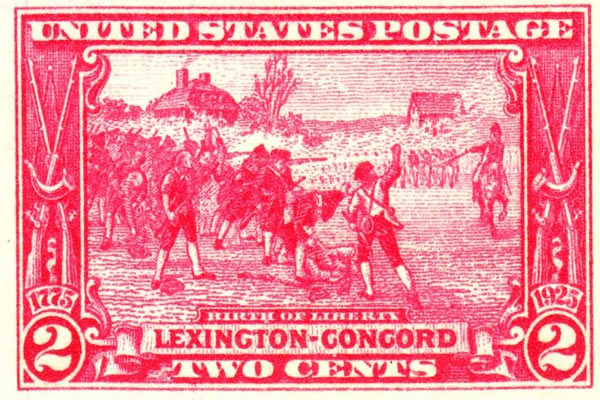 UNITED STATES POSTAGE
1775
1925
BIRTH OF LIBERTY
2
LEXINGTON-CONCORD
2
TWO CENTS